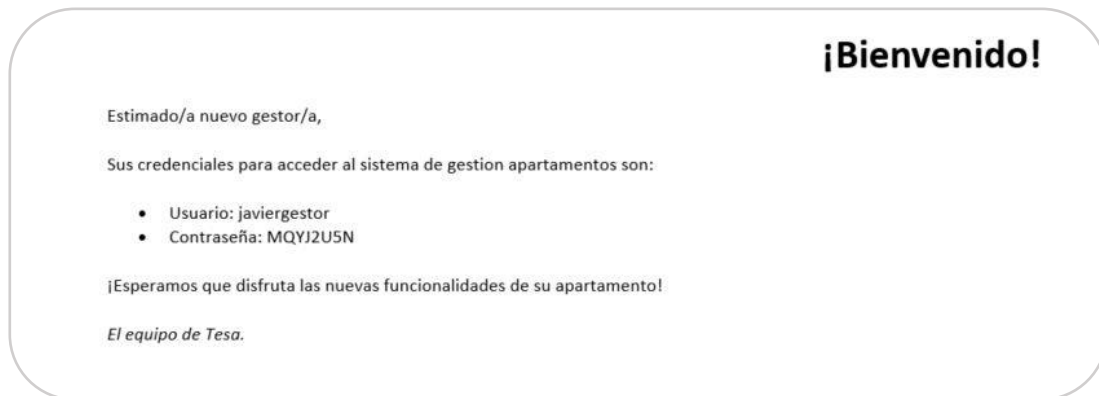 ¡Bienvenido!
Estimado/a nuevo gestor/a,
Sus credenciales para acceder al sistema de gestion apartamentos son:
• Usuario: javiergestor
• Contraseña: MQYJ2U5N
¡Esperamos que disfruta las nuevas funcionalidades de su apartamento!
El equipo de Tesa.